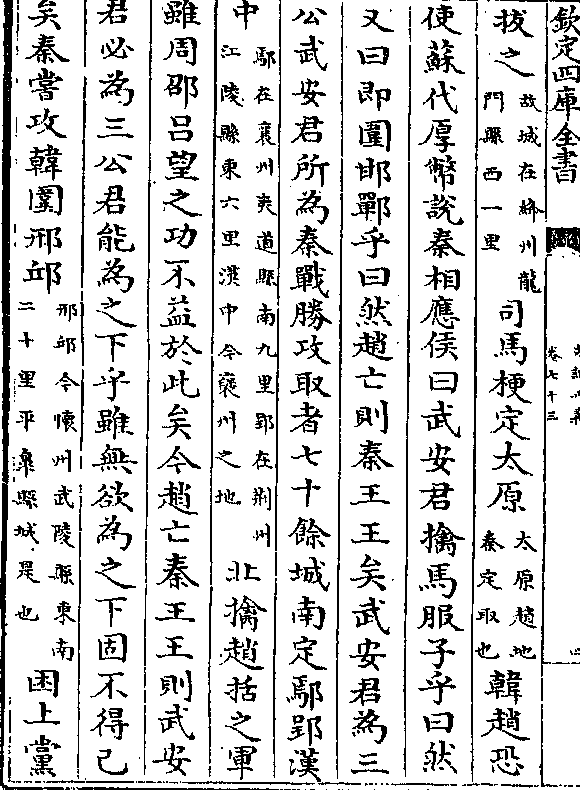 欽定四庫全書
卷七十三
拔之故城在絳州龍門縣西一里司馬梗定太原太原趙地秦定取也韓趙恐
使蘇代厚幣說秦相應侯曰武安君擒馬服子乎曰然
又曰即圍邯鄲乎曰然趙亡則秦王王矣武安君為三
公武安君所為秦戰勝攻取者七十餘城南定鄢郢漢
中鄢在襄州夷道縣南九里郢在荆州江陵縣東六里漢中今襃州之地北擒趙括之軍
雖周邵吕望之功不益於此矣今趙亡秦王王則武安
君必為三公君能為之下乎雖無欲為之下固不得已
矣秦嘗攻韓圍邢邱邢邱今懷州武陵縣東南二十里平臯縣城是也困上黨